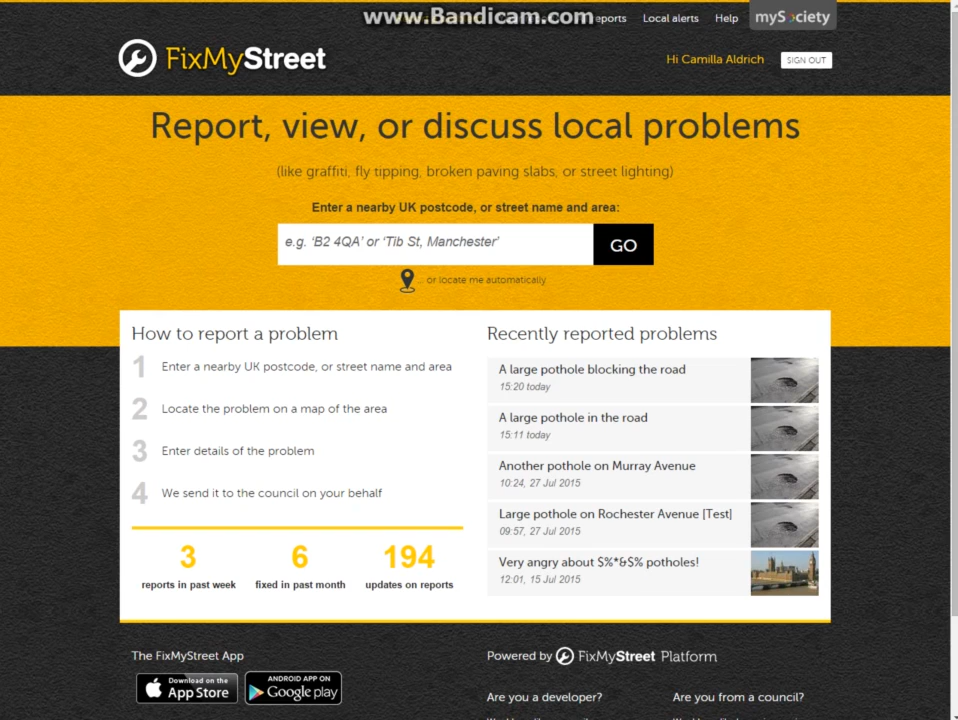 www.Bandicam.com
eports
Local alerts
Help
mySociety
FixMyStreet
Hi Camilla Aldrich
SIGN OUT
Report, view, or discuss local problems
(like graffiti, fly tipping, broken paving slabs, or street lighting)
Enter a nearby UK postcode, or street name and area:
e.g. ‘B2 4QA’ or ‘Tib St, Manchester’
GO
... or locate me automatically
How to report a problem
1 Enter a nearby UK postcode, or street name and area
2 Locate the problem on a map of the area
3 Enter details of the problem
4 We send it to the council on your behalf
3 6 194
reports in past week fixed in past month updates on reports
Recently reported problems
A large pothole blocking the road
15:20 today
A large pothole in the road
15:11 today
Another pothole on Murray Avenue
10:24, 27 Jul 2015
Large pothole on Rochester Avenue [Test]
09:57, 27 Jul 2015
Very angry about $%*&$% potholes!
12:01, 15 Jul 2015
The FixMyStreet App
Download on the
App Store
ANDROID APP ON
Google play
Powered by FixMyStreet Platform
Are you a developer?
Are you from a council?